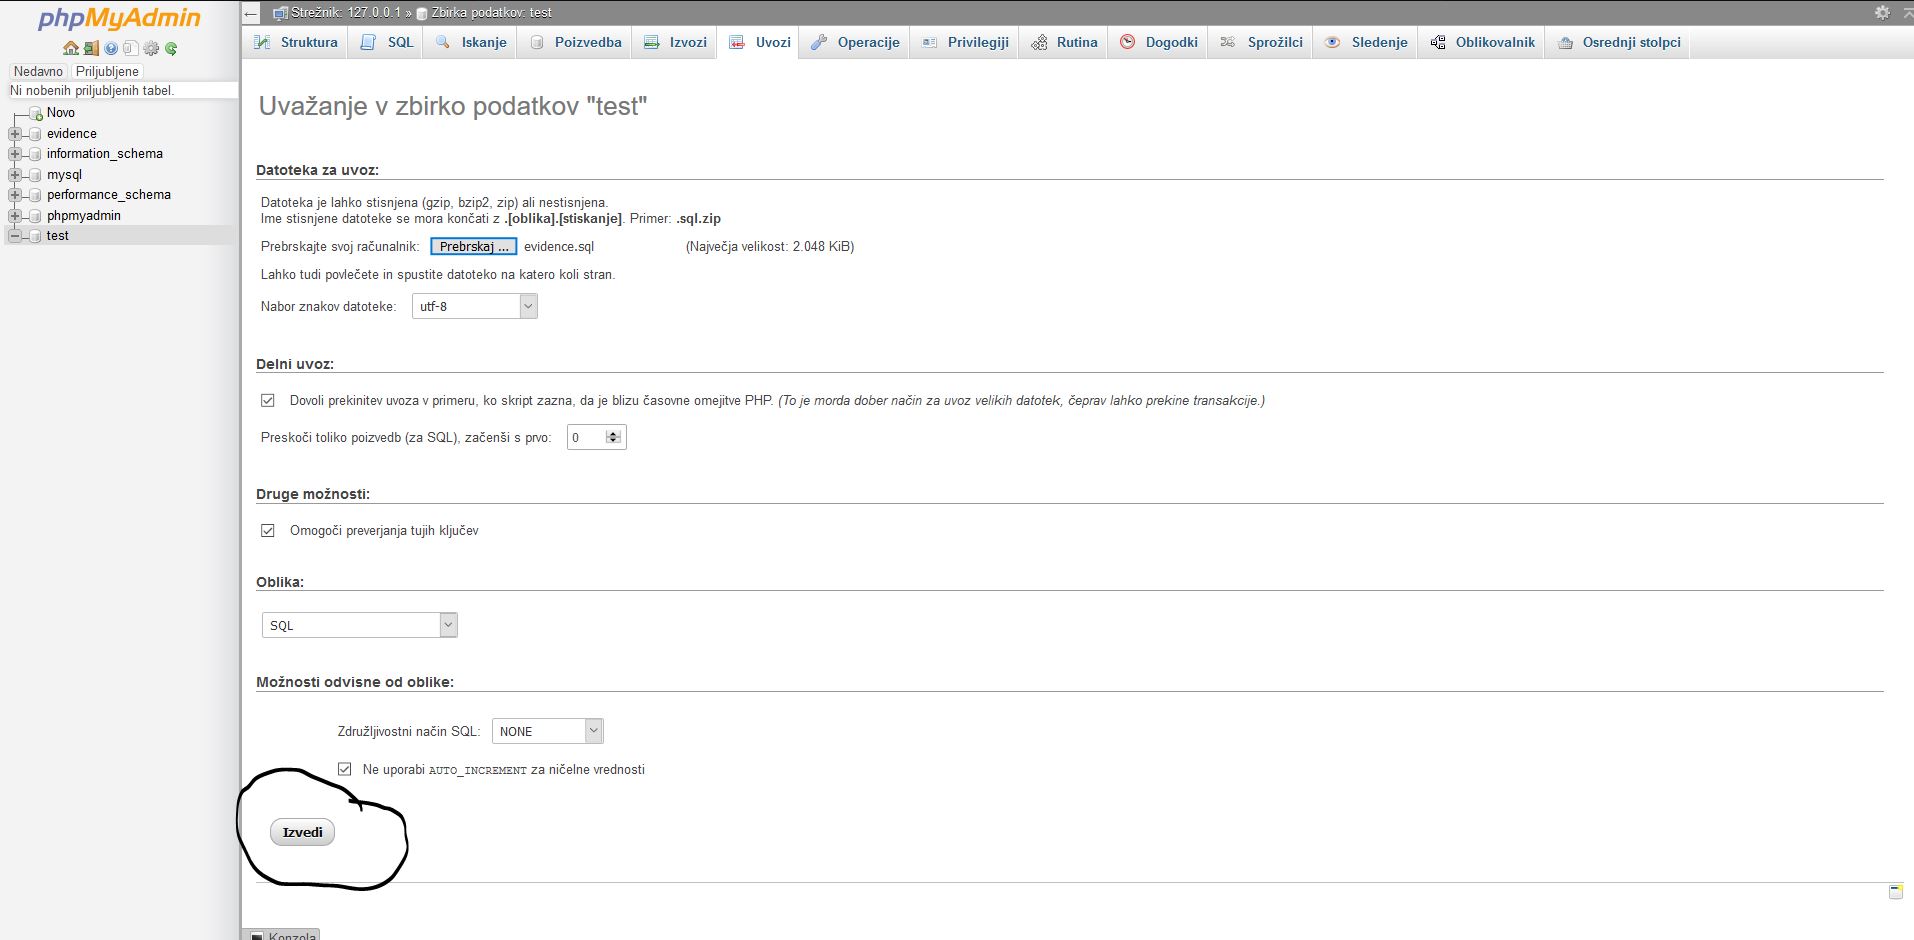 phpMyAdmin
Nedavno Priljubljene
Ni nobenih priljubljenih tabel.
Novo
evidence
information_schema
mysql
performance_schema
phpmyadmin
test
Strežnik: 127.0.0.1 » Zbirka podatkov: test
Struktura SQL Iskanje Poizvedba Izvozi Uvozi Operacije Privilegiji Rutina Dogodki Sprožilci Sledenje Oblikovalnik Osrednji stolpci
Uvažanje v zbirko podatkov "test"
Datoteka za uvoz:
Datoteka je lahko stisnjena (gzip, bzip2, zip) ali nestisnjena.
Ime stisnjene datoteke se mora končati z .[oblika].[stiskanje]. Primer: .sql.zip
Prebrskajte svoj računalnik: Prebrskaj ... evidence.sql (Največja velikost: 2.048 KiB)
Lahko tudi povlečete in spustite datoteko na katero koli stran.
Nabor znakov datoteke: utf-8
Delni uvoz:
Dovoli prekinitev uvoza v primeru, ko skript zazna, da je blizu časovne omejitve PHP. (To je morda dober način za uvoz velikih datotek, čeprav lahko prekine transakcije.)
Preskoči toliko poizvedb (za SQL), začenši s prvo: 0
Druge možnosti:
Omogoči preverjanja tujih ključev
Oblika:
SQL
Možnosti odvisne od oblike:
Združljivostni način SQL: NONE
Ne uporabi AUTO_INCREMENT za ničelne vrednosti
Izvedi
Konzola